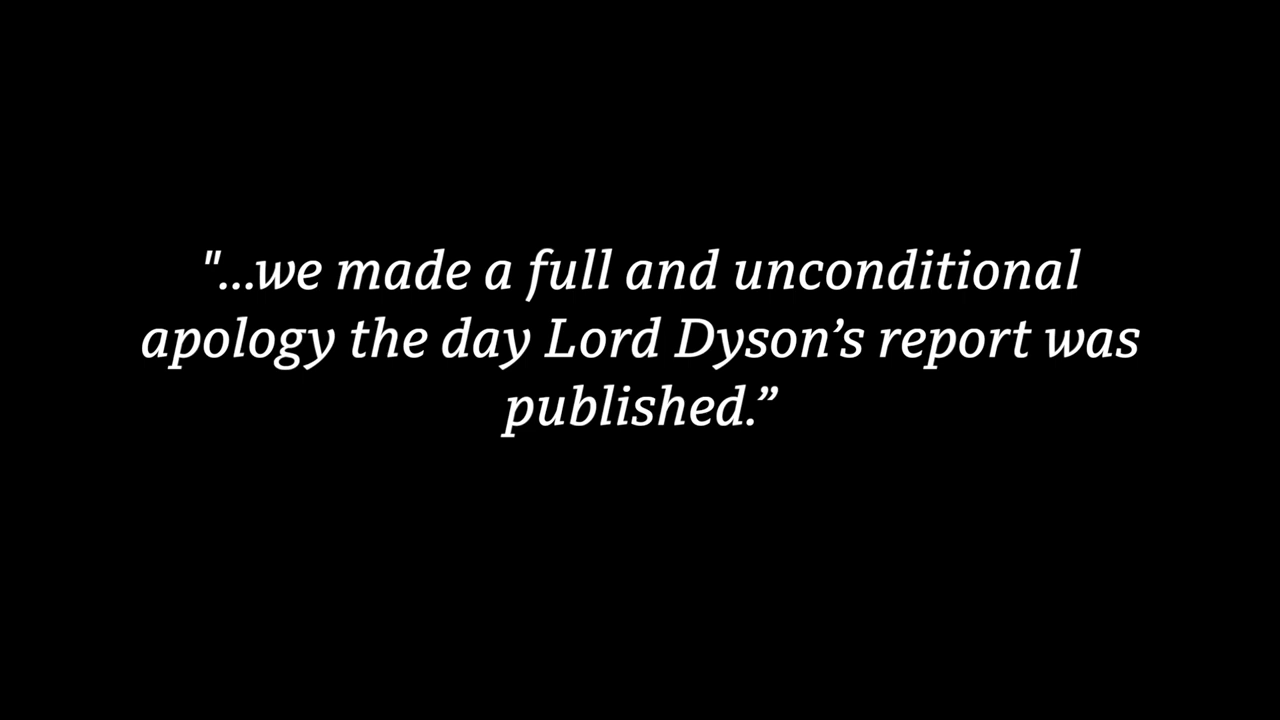 "...we made a full and unconditional
apology the day Lord Dyson’s report was
published.”